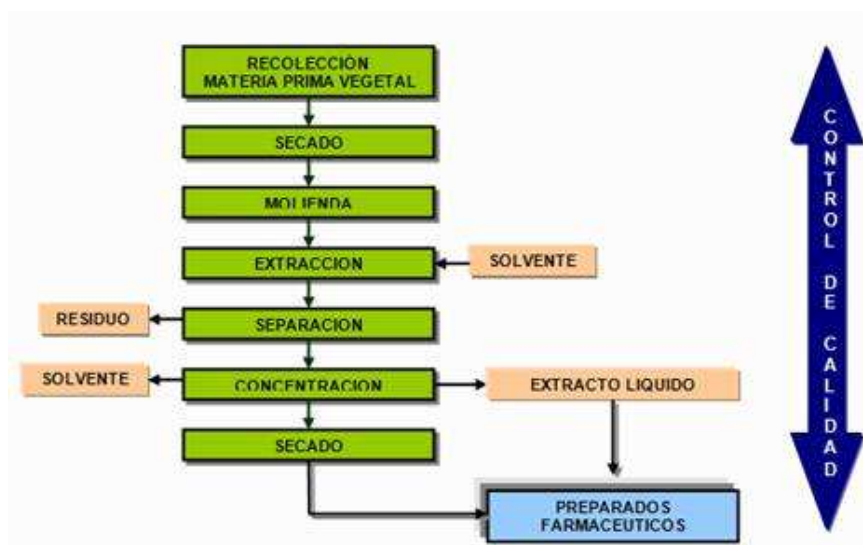 RECOLECCIÓN
MATERIA PRIMA VEGETAL
SECADO
MOLIENDA
EXTRACCION
SOLVENTE
SEPARACION
RESIDUO
CONCENTRACION
SOLVENTE
EXTRACTO LIQUIDO
SECADO
PREPARADOS
FARMACEUTICOS
CONTROL DE CALIDAD